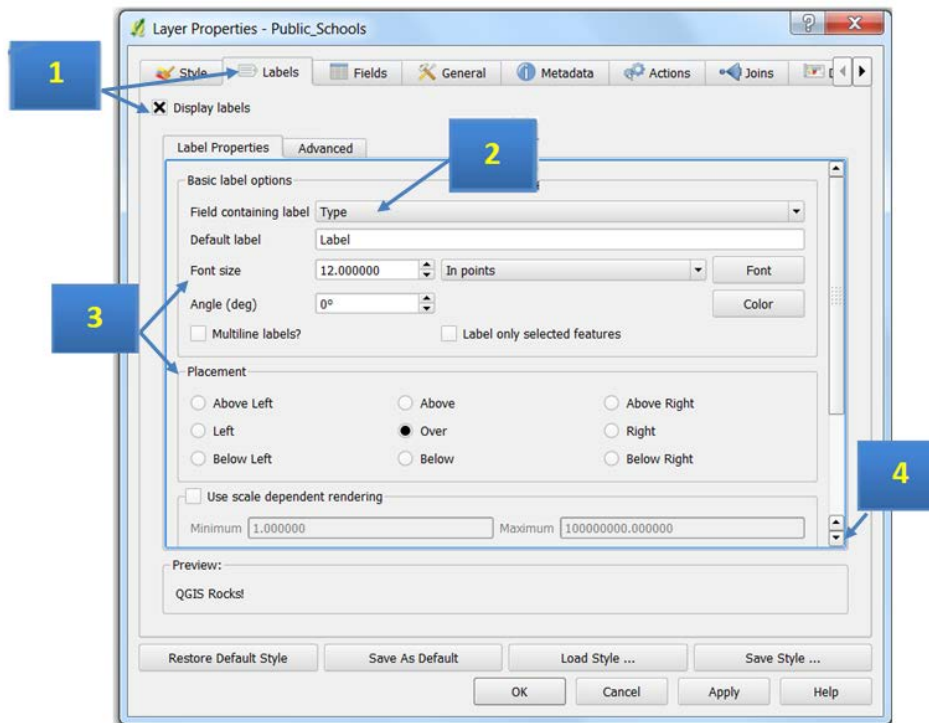 Layer Properties - Public_Schools
?
X
1
Style Labels Fields General Metadata Actions Joins
Display labels
Label Properties Advanced
2
Basic label options
Field containing label Type
Default label Label
Font size 12.000000 In points Font
3
Angle (deg) 0° Color
Multiline labels? Label only selected features
Placement
Above Left Above Above Right
Left Over Right
Below Left Below Below Right
4
Use scale dependent rendering
Minimum 1.000000 Maximum 100000000.000000
Preview:
QGIS Rocks!
Restore Default Style Save As Default Load Style ... Save Style ...
OK Cancel Apply Help